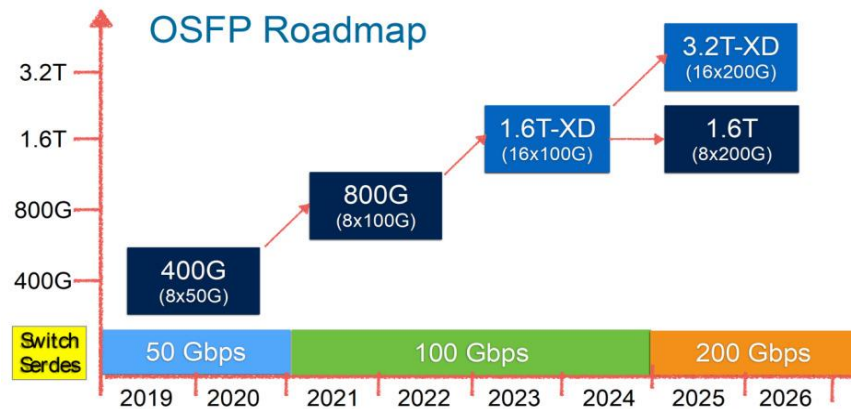 OSFP Roadmap
3.2T
1.6T
800G
400G
3.2T-XD
(16x200G)
1.6T-XD
(16x100G)
1.6T
(8x200G)
800G
(8x100G)
400G
(8x50G)
Switch
Serdes
50 Gbps
100 Gbps
200 Gbps
2019 2020 2021 2022 2023 2024 2025 2026